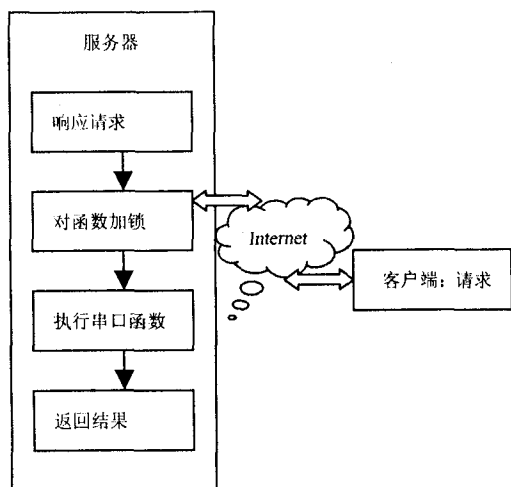 服务器
响应请求
对函数加锁
Internet
客户端：请求
执行串口函数
返回结果